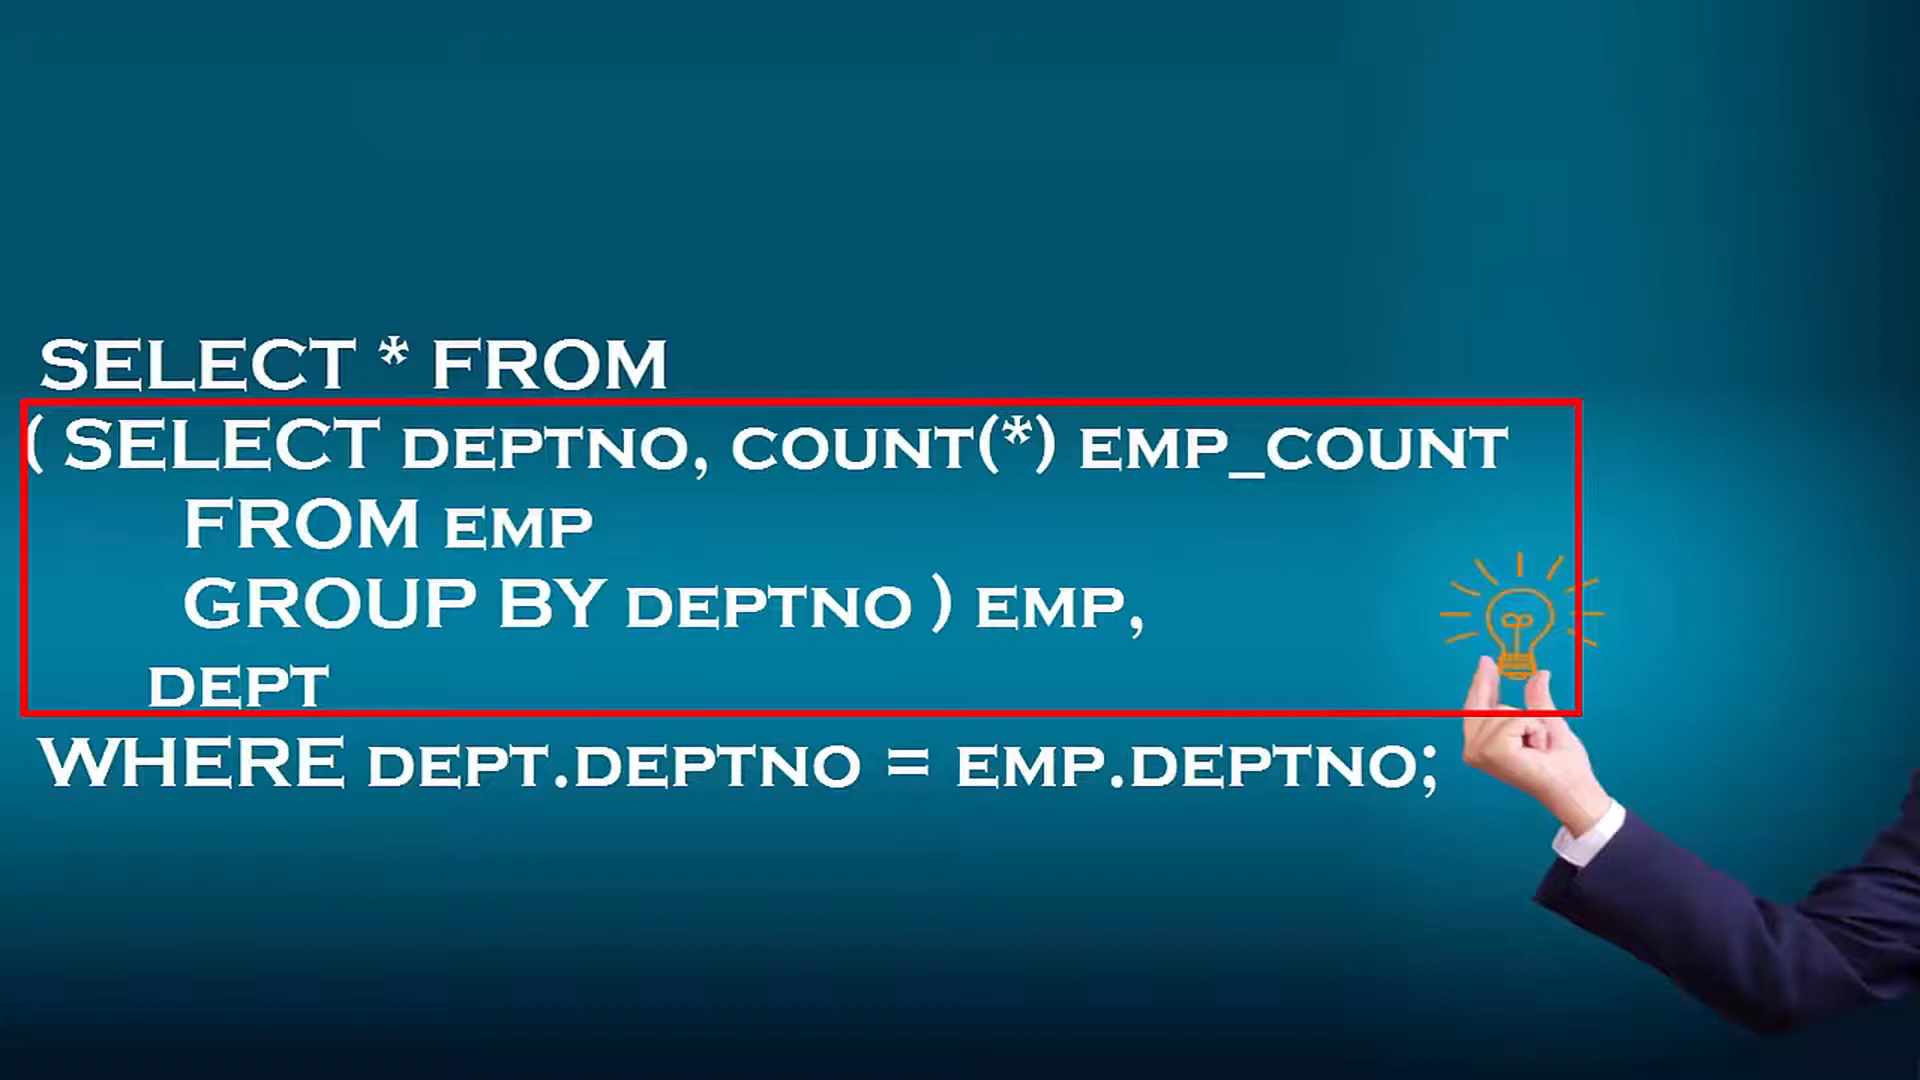 SELECT * FROM
( SELECT DEPTNO, COUNT(*) EMP_COUNT
FROM EMP
GROUP BY DEPTNO ) EMP,
DEPT
WHERE DEPT.DEPTNO = EMP.DEPTNO;